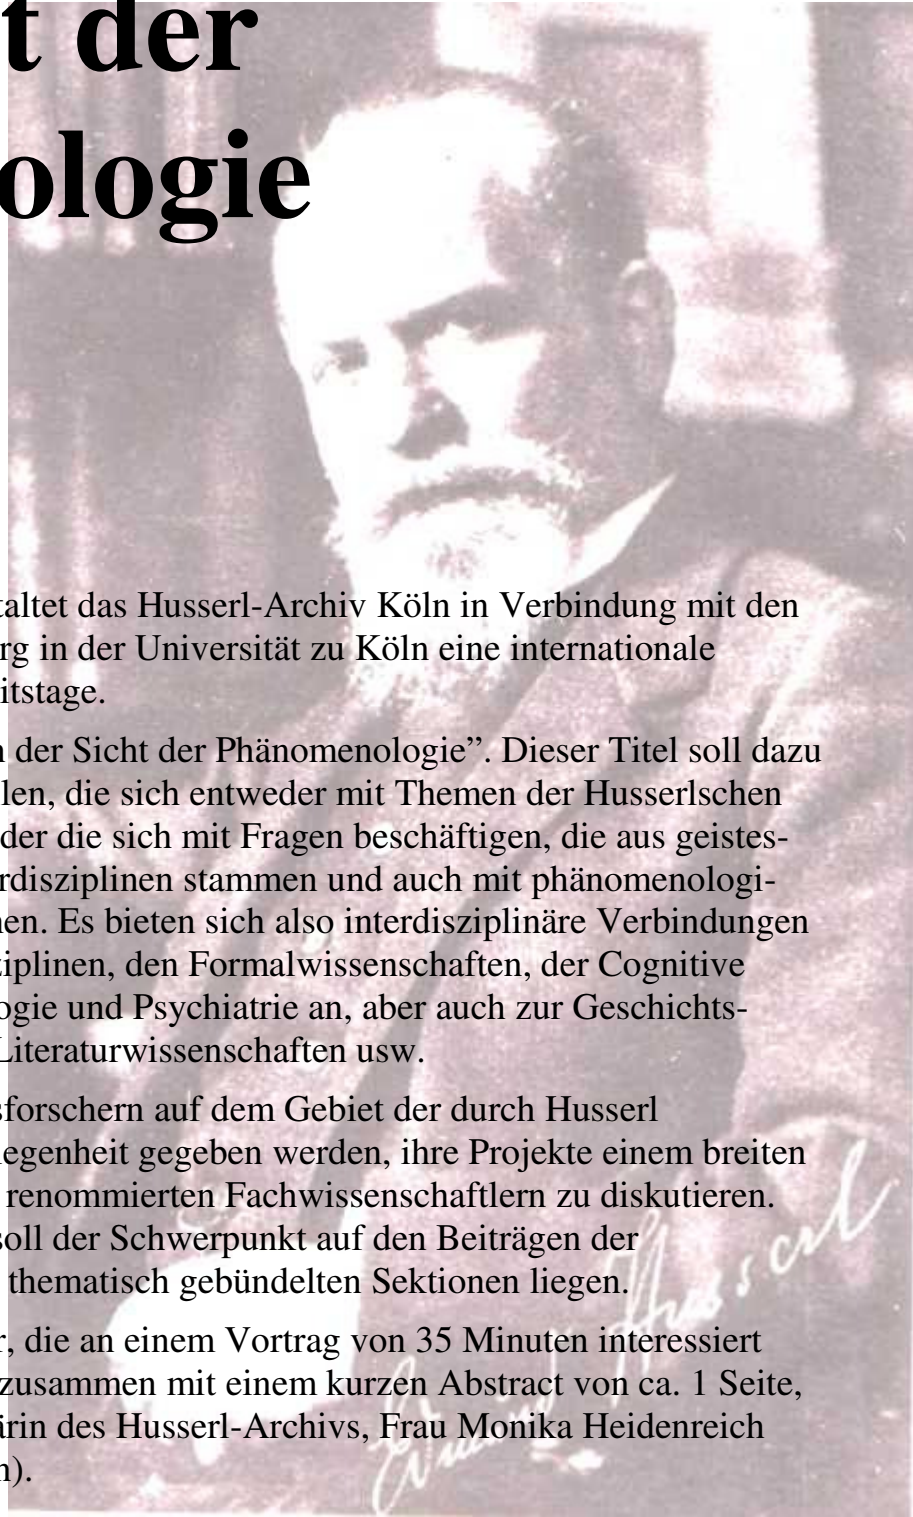 t der
ologie
taltet das Husserl-Archiv Köln in Verbindung mit den
rg in der Universität zu Köln eine internationale
itstage.
der Sicht der Phänomenologie”. Dieser Titel soll dazu
len, die sich entweder mit Themen der Husserlschen
der die sich mit Fragen beschäftigen, die aus geistes-
rdisziplinen stammen und auch mit phänomenologi-
en. Es bieten sich also interdisziplinäre Verbindungen
iplinen, den Formalwissenschaften, der Cognitive
ogie und Psychiatrie an, aber auch zur Geschichts-
Literaturwissenschaften usw.
sforschern auf dem Gebiet der durch Husserl
legenheit gegeben werden, ihre Projekte einem breiten
renommierten Fachwissenschaftlern zu diskutieren.
soll der Schwerpunkt auf den Beiträgen der
thematisch gebündelten Sektionen liegen.
r, die an einem Vortrag von 35 Minuten interessiert
zusammen mit einem kurzen Abstract von ca. 1 Seite,
ärin des Husserl-Archivs, Frau Monika Heidenreich
n).
Edmund Husserl